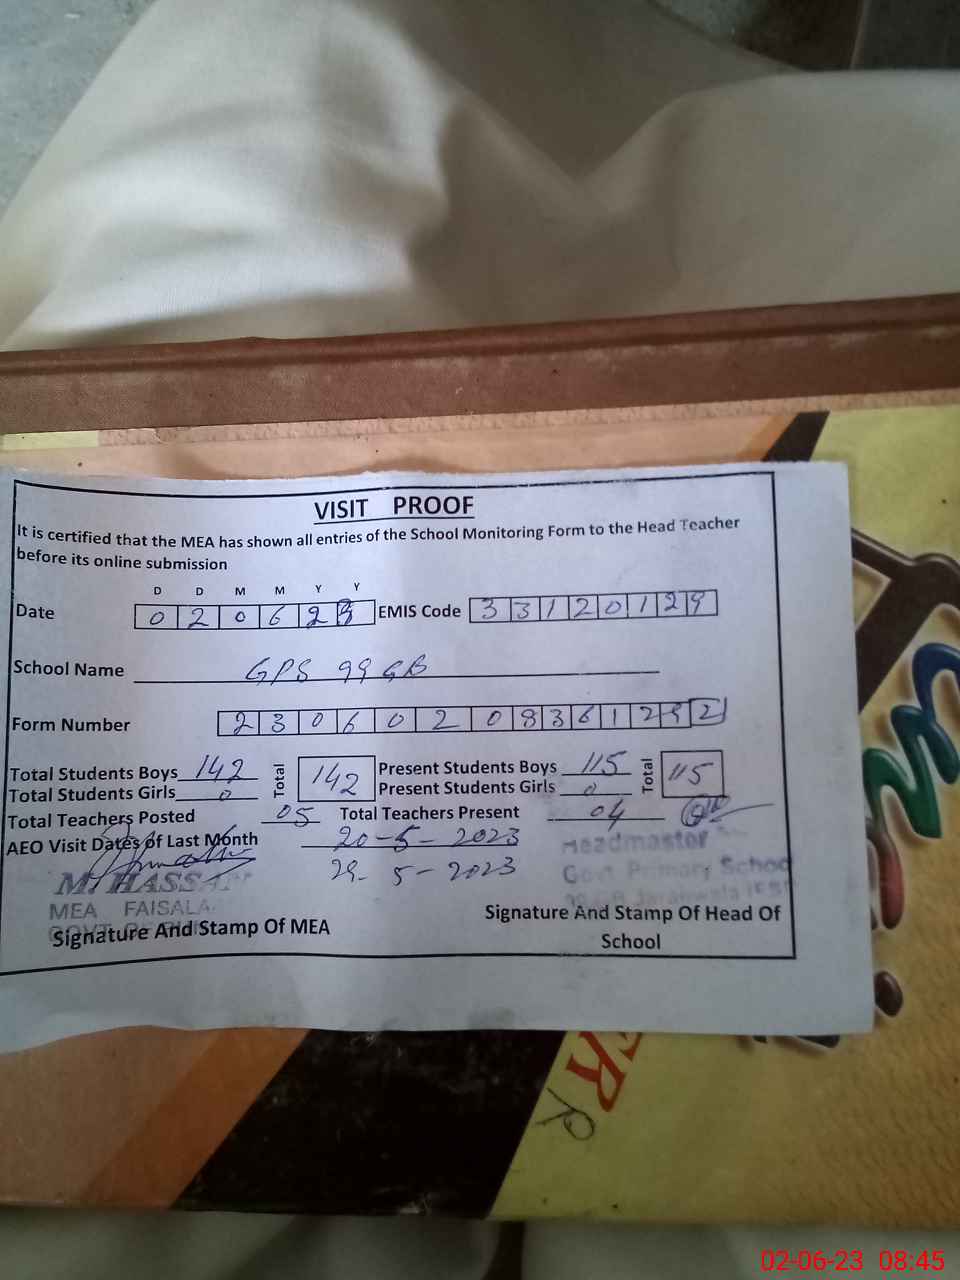 VISIT PROOF
It is certified that the MEA has shown all entries of the School Monitoring Form to the Head Teacher
before its online submission
D D M M Y Y
Date 0 2 0 6 2 3 EMIS Code 3 3 1 2 0 1 2 9
School Name GPS 99 GB
Form Number 2 3 0 6 0 2 0 8 3 6 1 2
Total Students Boys 142 Total 142 Present Students Boys 115 Total 115
Total Students Girls 0 Present Students Girls 0
Total Teachers Posted 05 Total Teachers Present 04
AEO Visit Dates of Last Month 20-5-2023
29-5-2023
Headmaster
Govt Primary School
Jaranwala
M. HASSAN
MEA FAISALA
Signature And Stamp Of MEA
Signature And Stamp Of Head Of
School
R
02-06-23 08:45